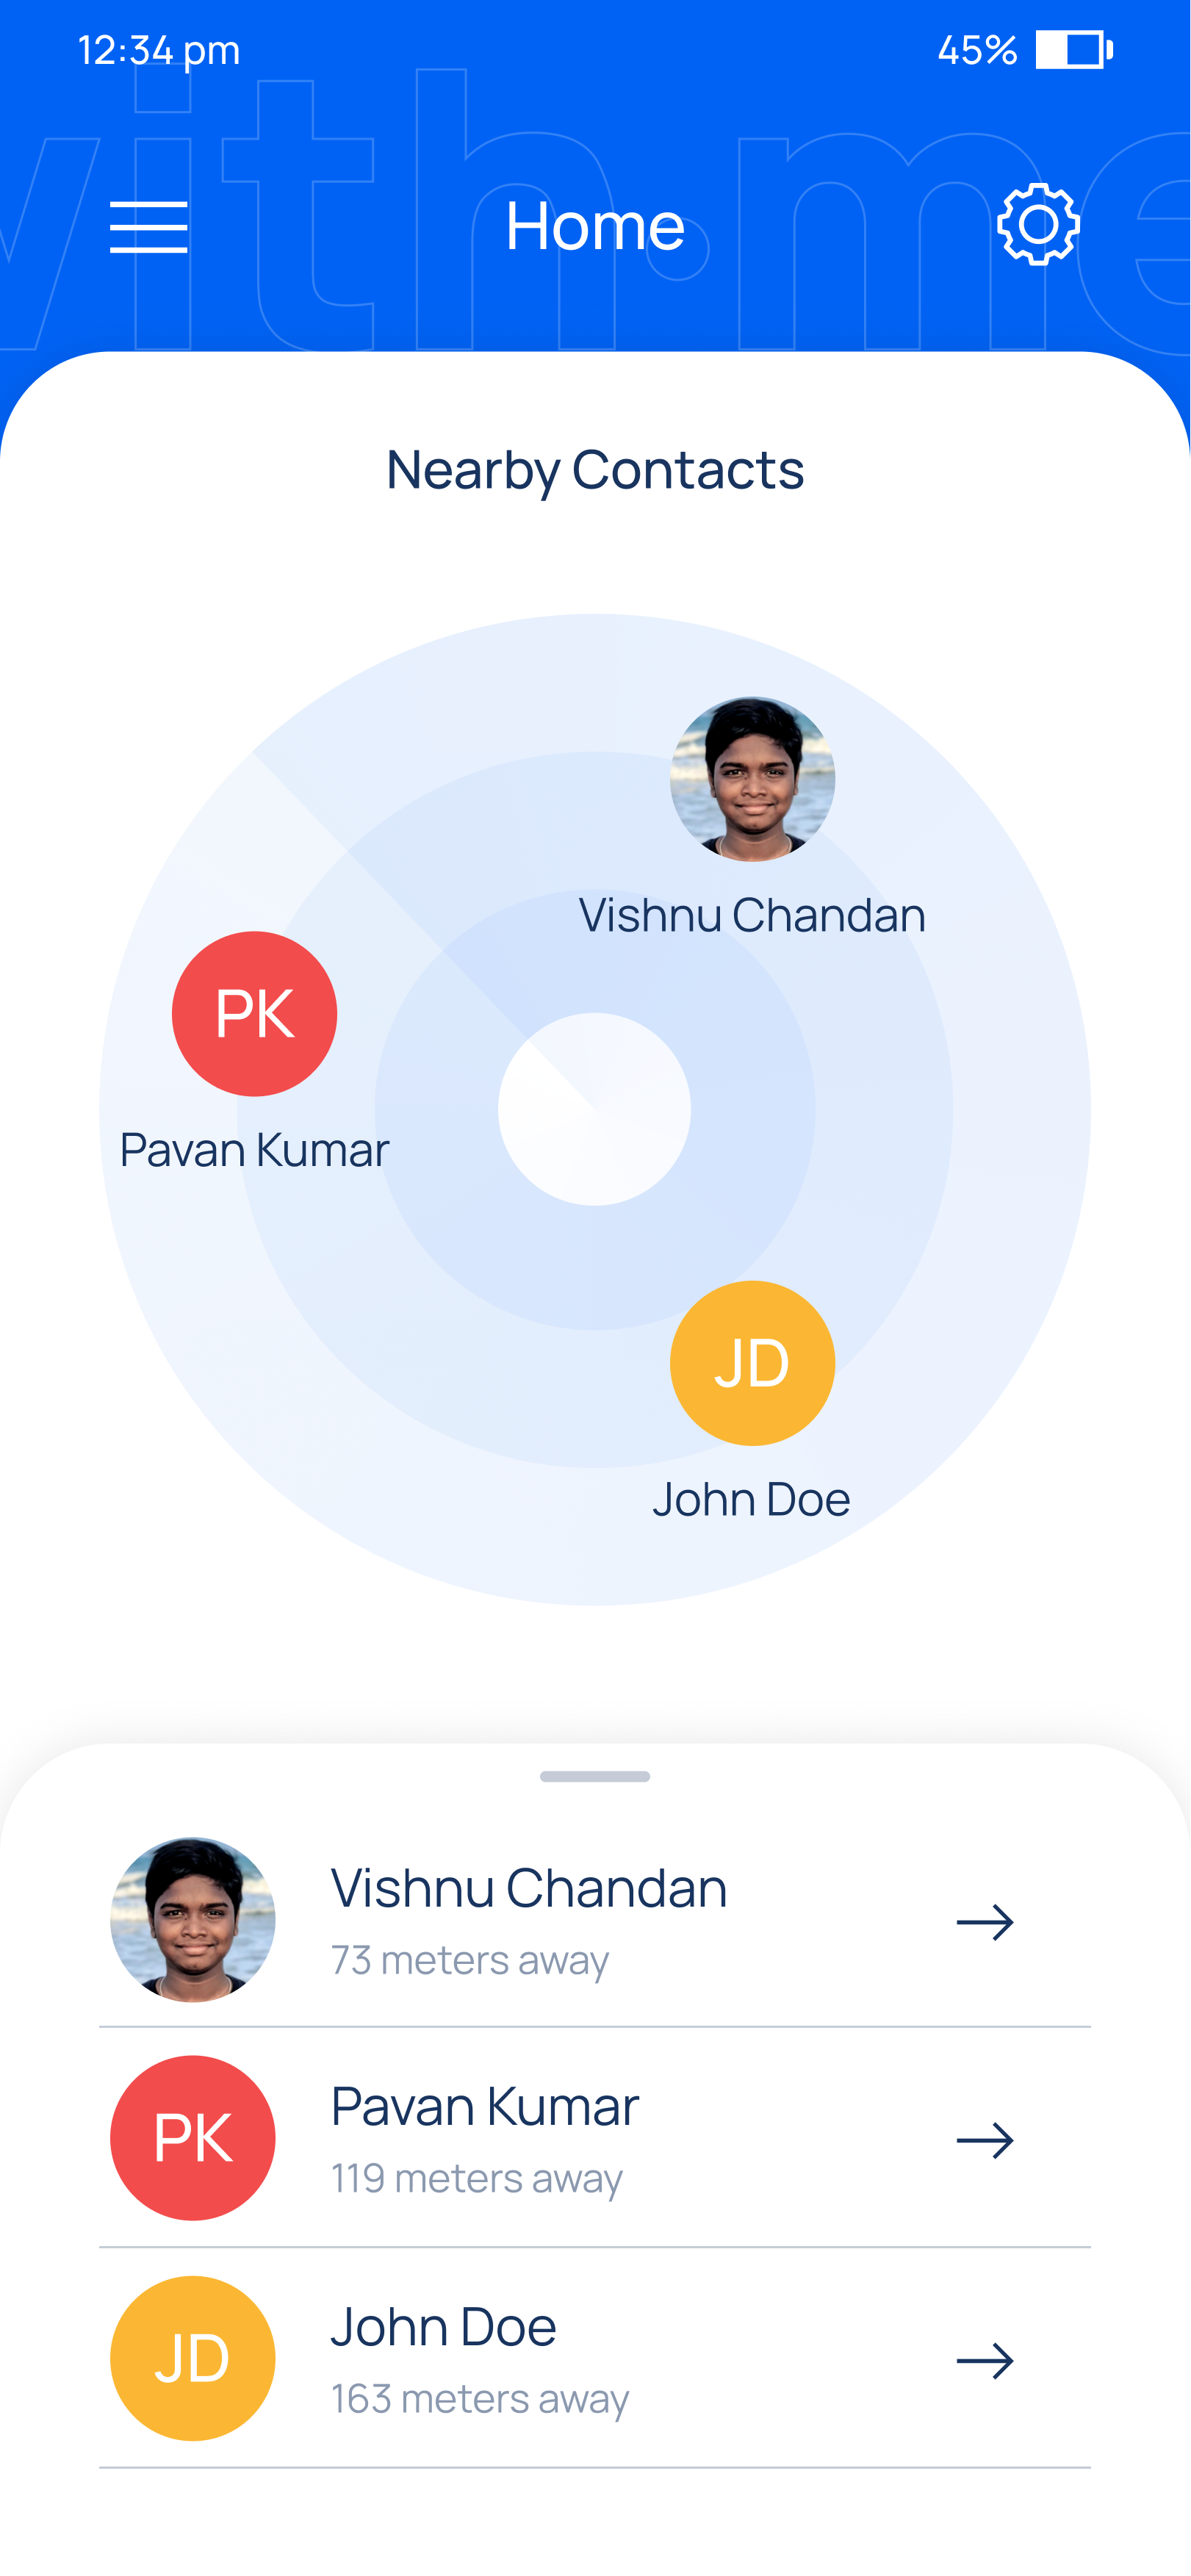 12:34 pm
45%
with·me
Home
Nearby Contacts
Vishnu Chandan
PK
Pavan Kumar
JD
John Doe
Vishnu Chandan
73 meters away
PK
Pavan Kumar
119 meters away
JD
John Doe
163 meters away